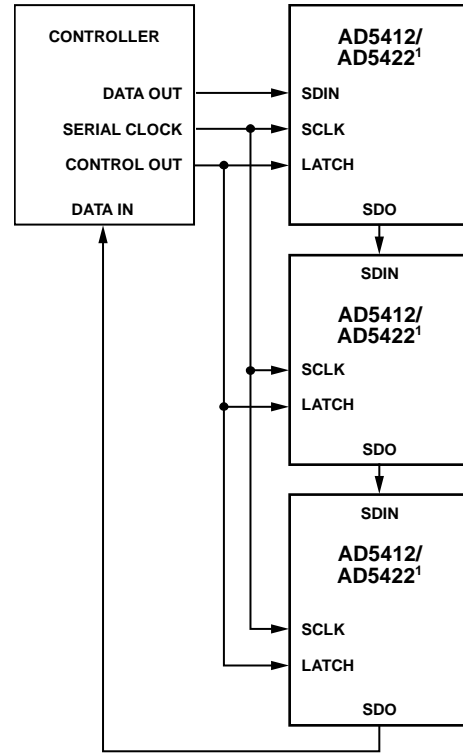 CONTROLLER
DATA OUT
SERIAL CLOCK
CONTROL OUT
DATA IN
AD5412/
AD5422¹
SDIN
SCLK
LATCH
SDO
SDIN
AD5412/
AD5422¹
SCLK
LATCH
SDO
SDIN
AD5412/
AD5422¹
SCLK
LATCH
SDO